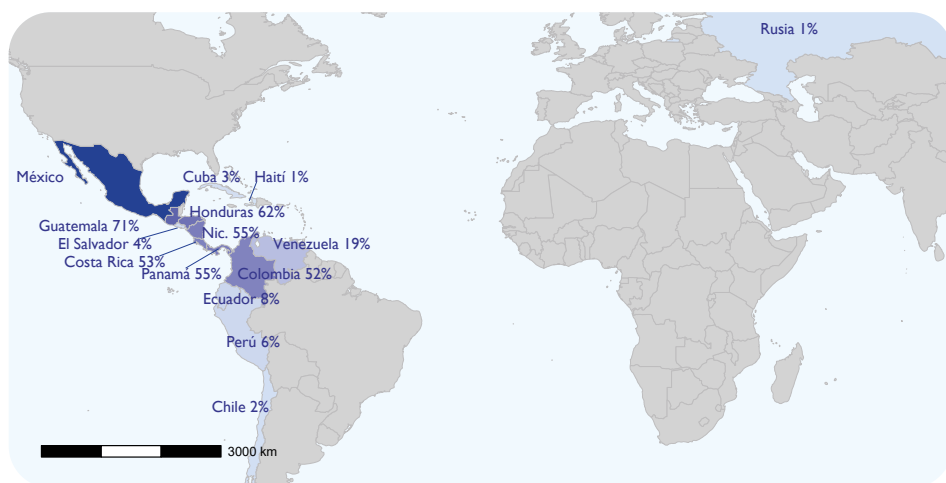 Rusia 1%
México
Cuba 3%
Haití 1%
Honduras 62%
Guatemala 71%
Nic. 55%
El Salvador 4%
Venezuela 19%
Costa Rica 53%
Panamá 55%
Colombia 52%
Ecuador 8%
Perú 6%
Chile 2%
3000 km